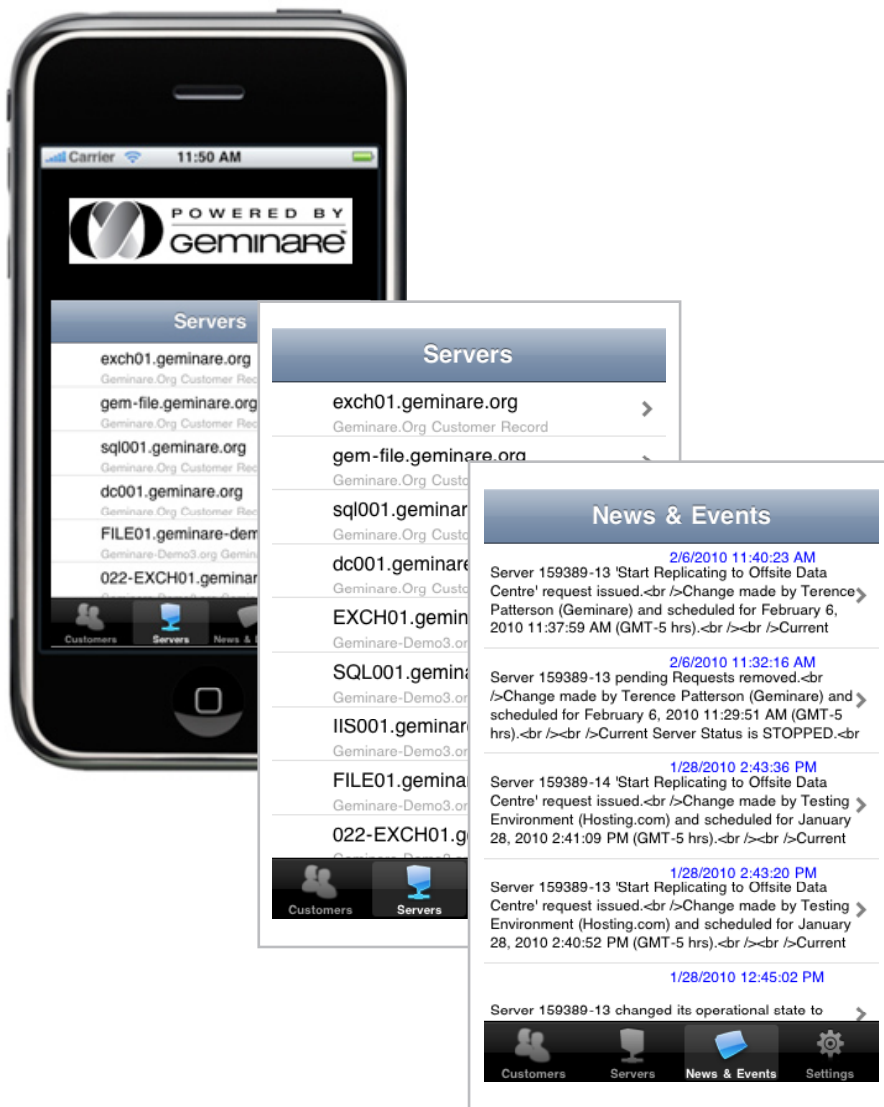 Carrier 11:50 AM
POWERED BY
Geminare™
Servers
exch01.geminare.org
Geminare.Org Customer Rec
gem-file.geminare.org
Geminare.Org Customer Rec
sql001.geminare.org
Geminare.Org Customer Rec
dc001.geminare.org
Geminare.Org Customer Rec
FILE01.geminare-dem
Geminare-Demo3.org Gemin
022-EXCH01.geminar
Customers Servers News &
Servers
exch01.geminare.org
Geminare.Org Customer Record
gem-file.geminare.org
Geminare.Org Custo
sql001.geminar
Geminare.Org Custo
dc001.geminare
Geminare.Org Custo
EXCH01.gemin
Geminare-Demo3.or
SQL001.gemina
Geminare-Demo3.or
IIS001.geminar
Geminare-Demo3.or
FILE01.gemina
Geminare-Demo3.or
022-EXCH01.g
Customers Servers
News & Events
2/6/2010 11:40:23 AM
Server 159389-13 'Start Replicating to Offsite Data
Centre' request issued.<br />Change made by Terence
Patterson (Geminare) and scheduled for February 6,
2010 11:37:59 AM (GMT-5 hrs).<br /><br />Current
2/6/2010 11:32:16 AM
Server 159389-13 pending Requests removed.<br
/>Change made by Terence Patterson (Geminare) and
scheduled for February 6, 2010 11:29:51 AM (GMT-5
hrs).<br /><br />Current Server Status is STOPPED.<br
1/28/2010 2:43:36 PM
Server 159389-14 'Start Replicating to Offsite Data
Centre' request issued.<br />Change made by Testing
Environment (Hosting.com) and scheduled for January
28, 2010 2:41:09 PM (GMT-5 hrs).<br /><br />Current
1/28/2010 2:43:20 PM
Server 159389-13 'Start Replicating to Offsite Data
Centre' request issued.<br />Change made by Testing
Environment (Hosting.com) and scheduled for January
28, 2010 2:40:52 PM (GMT-5 hrs).<br /><br />Current
1/28/2010 12:45:02 PM
Server 159389-13 changed its operational state to
Customers Servers News & Events Settings